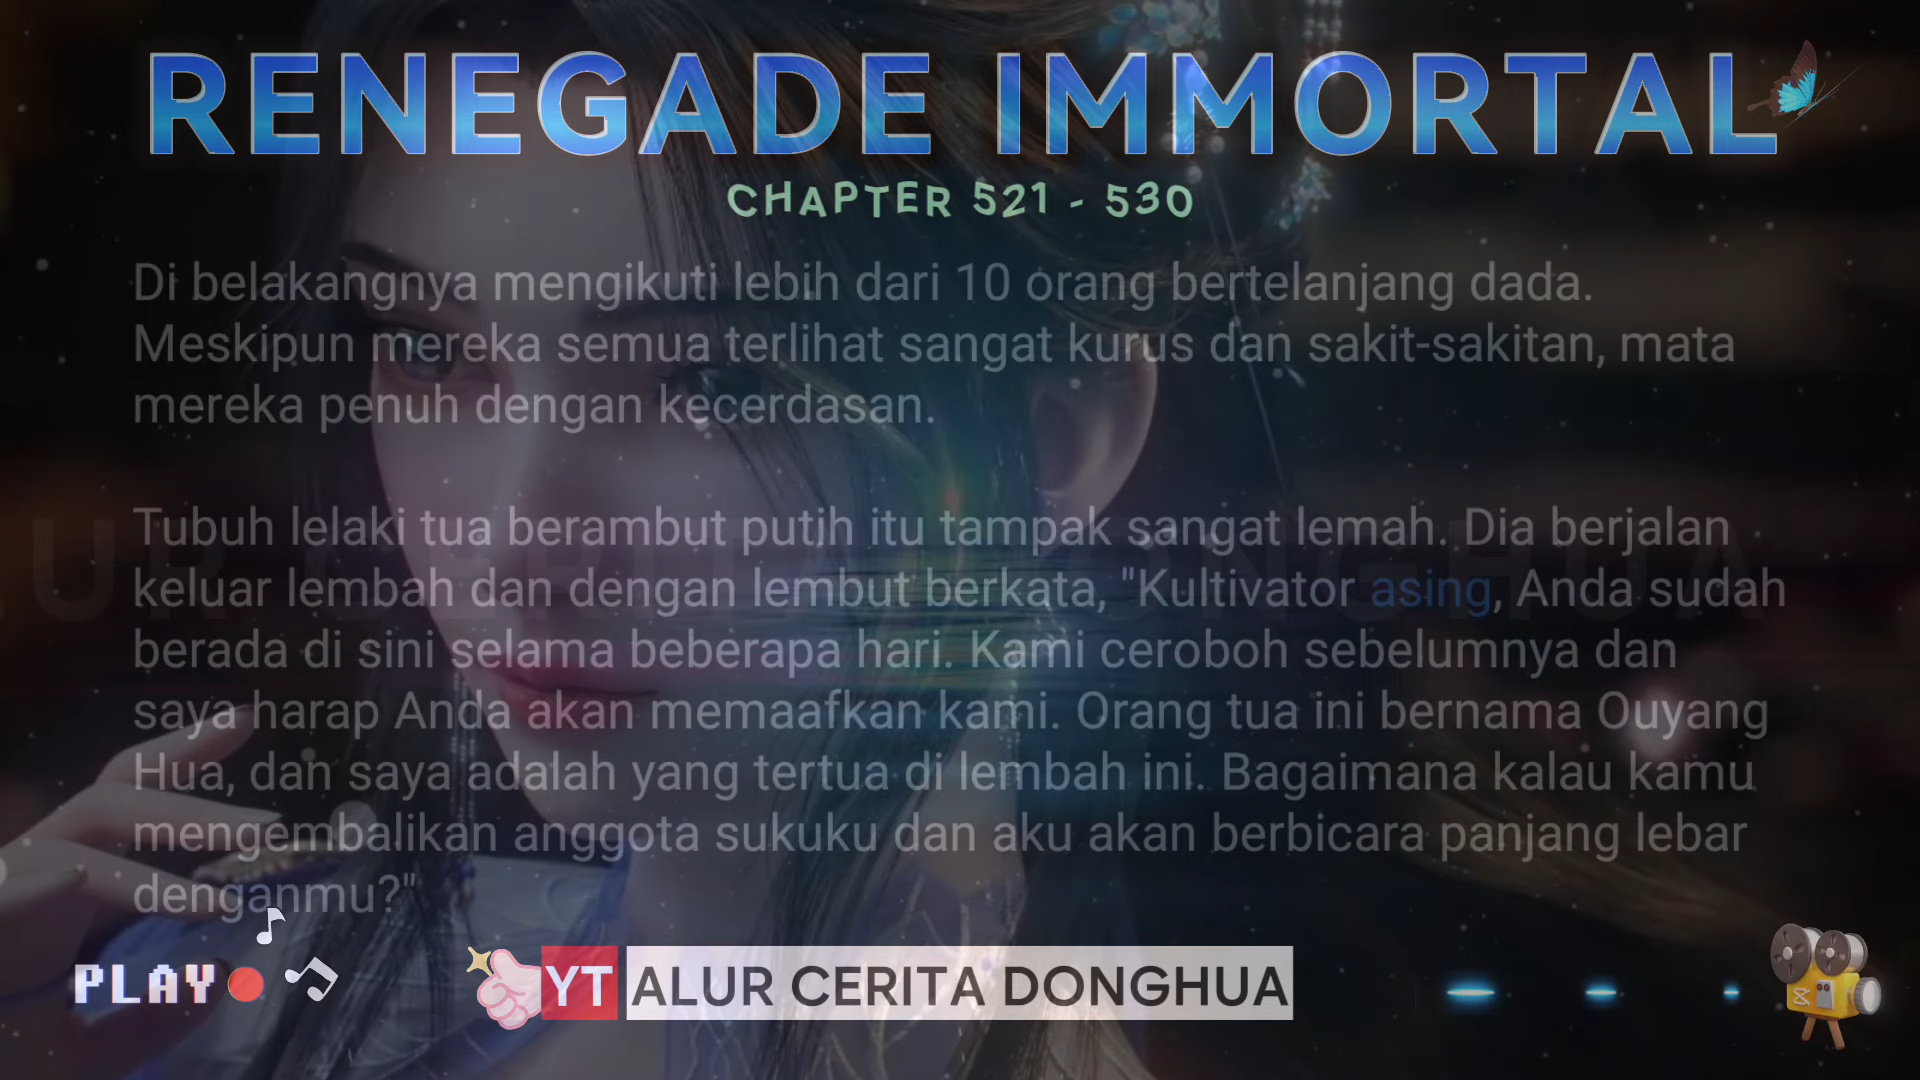 RENEGADE IMMORTAL
CHAPTER 521 - 530
Di belakangnya mengikuti lebih dari 10 orang bertelanjang dada.
Meskipun mereka semua terlihat sangat kurus dan sakit-sakitan, mata
mereka penuh dengan kecerdasan.
Tubuh lelaki tua berambut putih itu tampak sangat lemah. Dia berjalan
keluar lembah dan dengan lembut berkata, "Kultivator asing, Anda sudah
berada di sini selama beberapa hari. Kami ceroboh sebelumnya dan
saya harap Anda akan memaafkan kami. Orang tua ini bernama Ouyang
Hua, dan saya adalah yang tertua di lembah ini. Bagaimana kalau kamu
mengembalikan anggota sukuku dan aku akan berbicara panjang lebar
denganmu?"
PLAY
YT ALUR CERITA DONGHUA